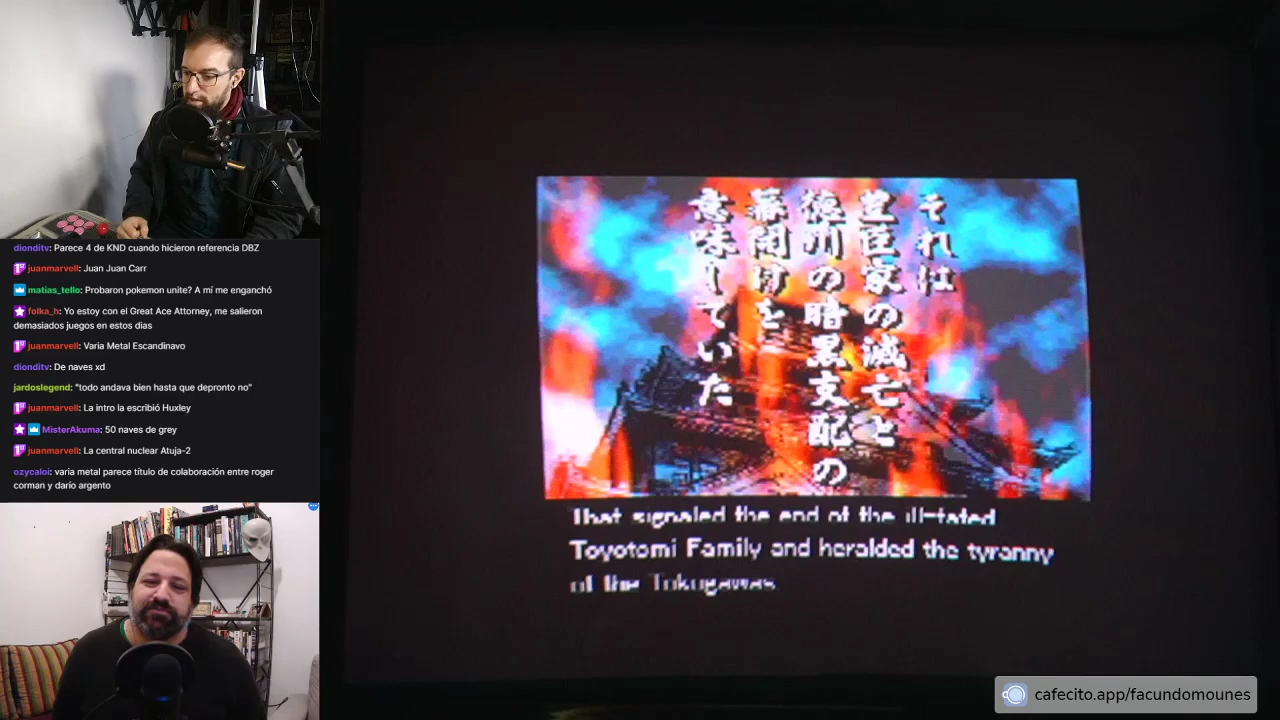 dionditv: Parece 4 de KND cuando hicieron referencia DBZ
juanmarvell: Juan Juan Carr
matias_tello: Probaron pokemon unite? A mí me enganchó
folka_h: Yo estoy con el Great Ace Attorney, me salieron
demasiados juegos en estos dias
juanmarvell: Varia Metal Escandinavo
dionditv: De naves xd
jardoslegend: "todo andava bien hasta que depronto no"
juanmarvell: La intro la escribió Huxley
MisterAkuma: 50 naves de grey
juanmarvell: La central nuclear Atuja-2
ozycaloi: varia metal parece título de colaboración entre roger
corman y darío argento
それは
豊臣家の滅亡と
徳川の暗黒支配の
幕開けを
意味していた
That signaled the end of the ill-fated
Toyotomi Family and heralded the tyranny
of the Tokugawas
cafecito.app/facundomounes